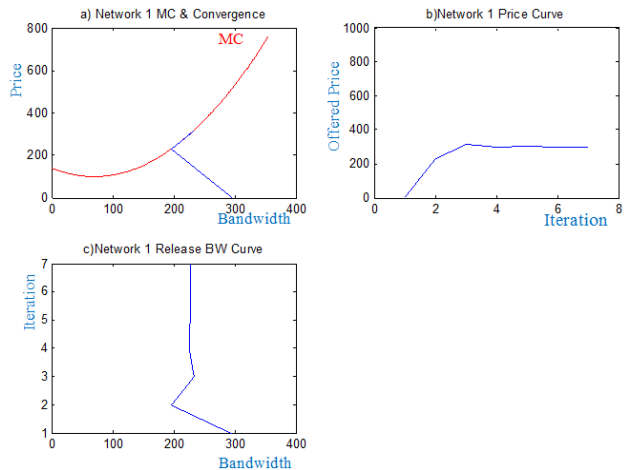 a) Network 1 MC & Convergence
800
600
400
200
0
0 100 200 300 400
Price
MC
Bandwidth
b)Network 1 Price Curve
1000
800
600
400
200
0
0 2 4 6 8
Offered Price
Iteration
c)Network 1 Release BW Curve
7
6
5
4
3
2
1
0 100 200 300 400
Iteration
Bandwidth